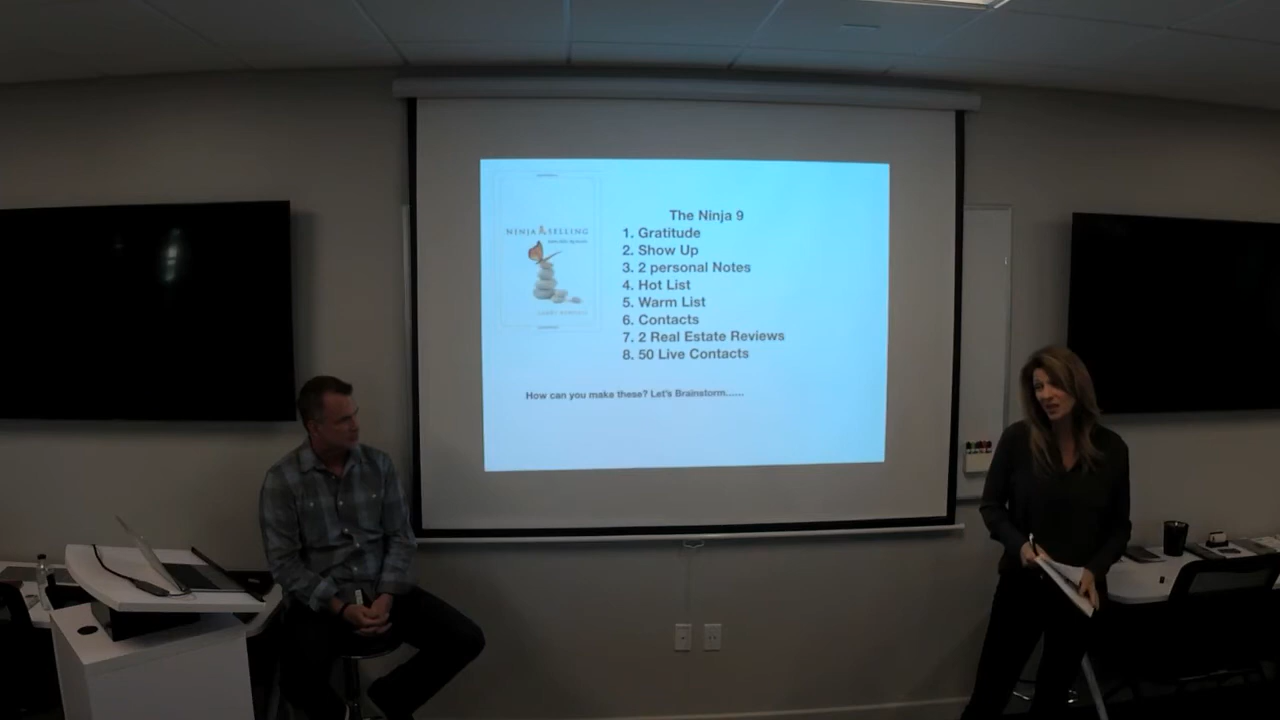 NINJA SELLING
The Ninja 9
1. Gratitude
2. Show Up
3. 2 personal Notes
4. Hot List
5. Warm List
6. Contacts
7. 2 Real Estate Reviews
8. 50 Live Contacts
How can you make these? Let's Brainstorm......